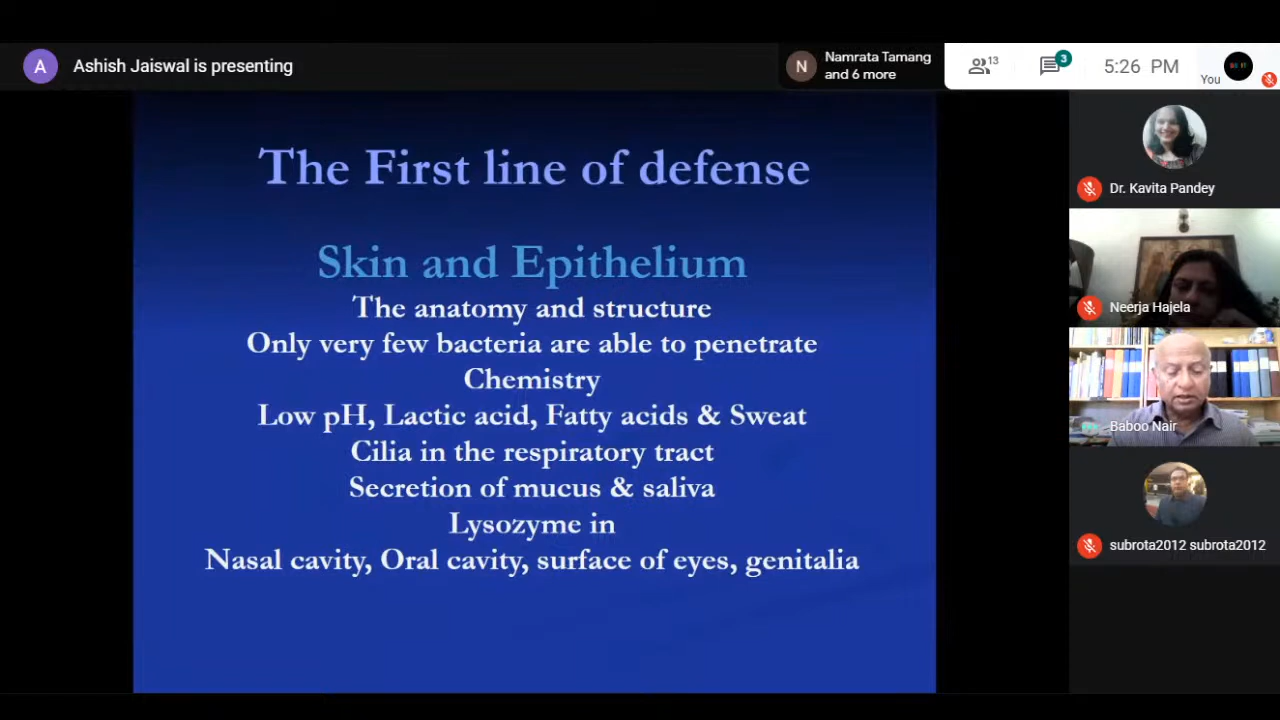 A
Ashish Jaiswal is presenting
N
Namrata Tamang
and 6 more
13
3
5:26 PM
You
The First line of defense
Skin and Epithelium
The anatomy and structure
Only very few bacteria are able to penetrate
Chemistry
Low pH, Lactic acid, Fatty acids & Sweat
Cilia in the respiratory tract
Secretion of mucus & saliva
Lysozyme in
Nasal cavity, Oral cavity, surface of eyes, genitalia
Dr. Kavita Pandey
Neerja Hajela
Baboo Nair
subrota2012 subrota2012